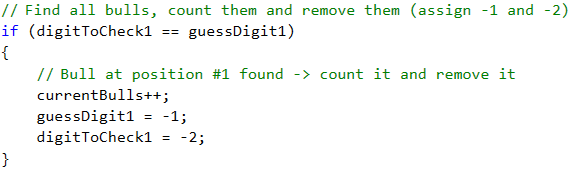 // Find all bulls, count them and remove them (assign -1 and -2)
if (digitToCheck1 == guessDigit1)
{
    // Bull at position #1 found -> count it and remove it
    currentBulls++;
    guessDigit1 = -1;
    digitToCheck1 = -2;
}